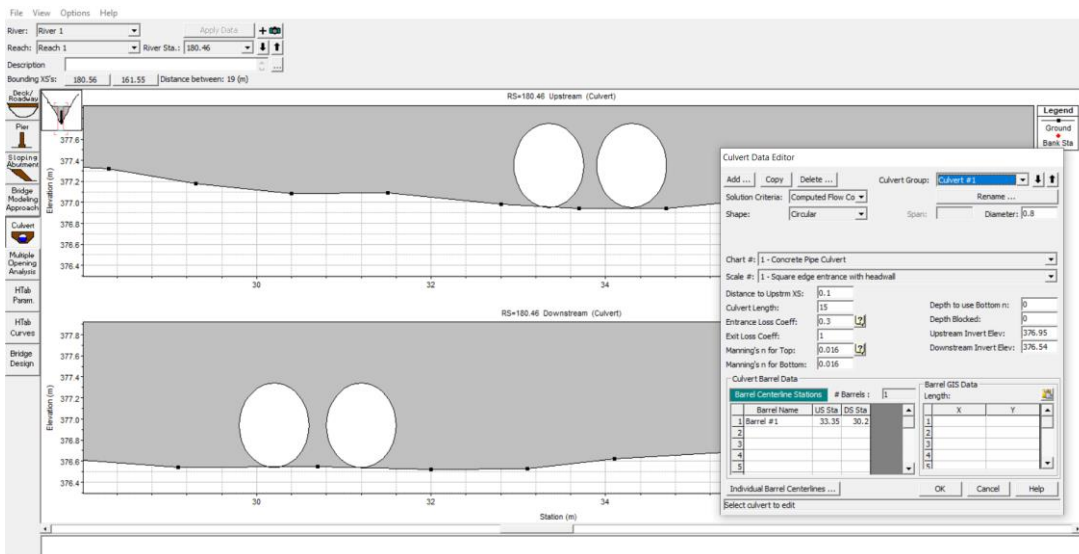 File View Options Help
River: River 1 Apply Data
Reach: Reach 1 River Sta.: 180.46
Description ...
Bounding XS's: 180.56 161.55 Distance between: 19 (m)
Deck/
Roadway
Pier
Sloping
Abutment
Bridge
Modeling
Approach
Culvert
Multiple
Opening
Analysis
HTab
Param.
HTab
Curves
Bridge
Design
RS=180.46 Upstream (Culvert)
Elevation (m)
377.6
377.4
377.2
377.0
376.8
376.6
376.4
30 32 34
Legend
Ground
Bank Sta
RS=180.46 Downstream (Culvert)
Elevation (m)
377.8
377.6
377.4
377.2
377.0
376.8
376.6
376.4
30 32 34
Station (m)
Culvert Data Editor
Add ... Copy Delete ... Culvert Group: Culvert #1
Solution Criteria: Computed Flow Co Rename ...
Shape: Circular Span: Diameter: 0.8
Chart #: 1 - Concrete Pipe Culvert
Scale #: 1 - Square edge entrance with headwall
Distance to Upstrm XS: 0.1
Culvert Length: 15 Depth to use Bottom n: 0
Entrance Loss Coeff: 0.3 Depth Blocked: 0
Exit Loss Coeff: 1 Upstream Invert Elev: 376.95
Manning's n for Top: 0.016 Downstream Invert Elev: 376.54
Manning's n for Bottom: 0.016
Culvert Barrel Data
Barrel Centerline Stations # Barrels : 1
Barrel Name US Sta DS Sta
1 Barrel #1 33.35 30.2
2
3
4
5
Barrel GIS Data
Length:
X Y
1
2
3
4
5
Individual Barrel Centerlines ... OK Cancel Help
Select culvert to edit